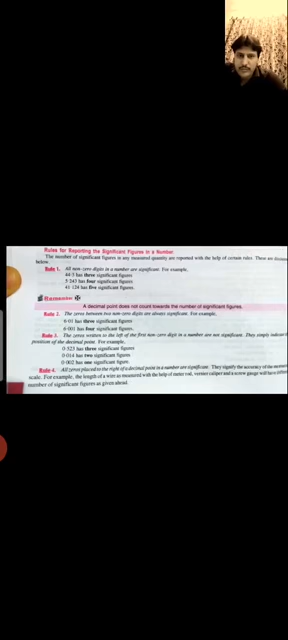 Rules for Reporting the Significant Figures in a Number
The number of significant figures in any measured quantity are reported with the help of certain rules. These are
below.
Rule 1. All non-zero digits in a number are significant. For example,
44·3 has three significant figures
5·243 has four significant figures
41·124 has five significant figures.
Remember
A decimal point does not count towards the number of significant figures.
Rule 2. The zeros between two non-zero digits are always significant. For example,
6·01 has three significant figures
6·001 has four significant figures.
Rule 3. The zeros written to the left of the first non-zero digit in a number are not significant. They simply indicate
position of the decimal point. For example,
0·523 has three significant figures
0·014 has two significant figures
0·002 has one significant figure.
Rule 4. All zeros placed to the right of a decimal point in a number are significant. They signify the accuracy of the
scale. For example, the length of a wire as measured with the help of metre rod, vernier caliper and a screw gauge will have
number of significant figures as given ahead.